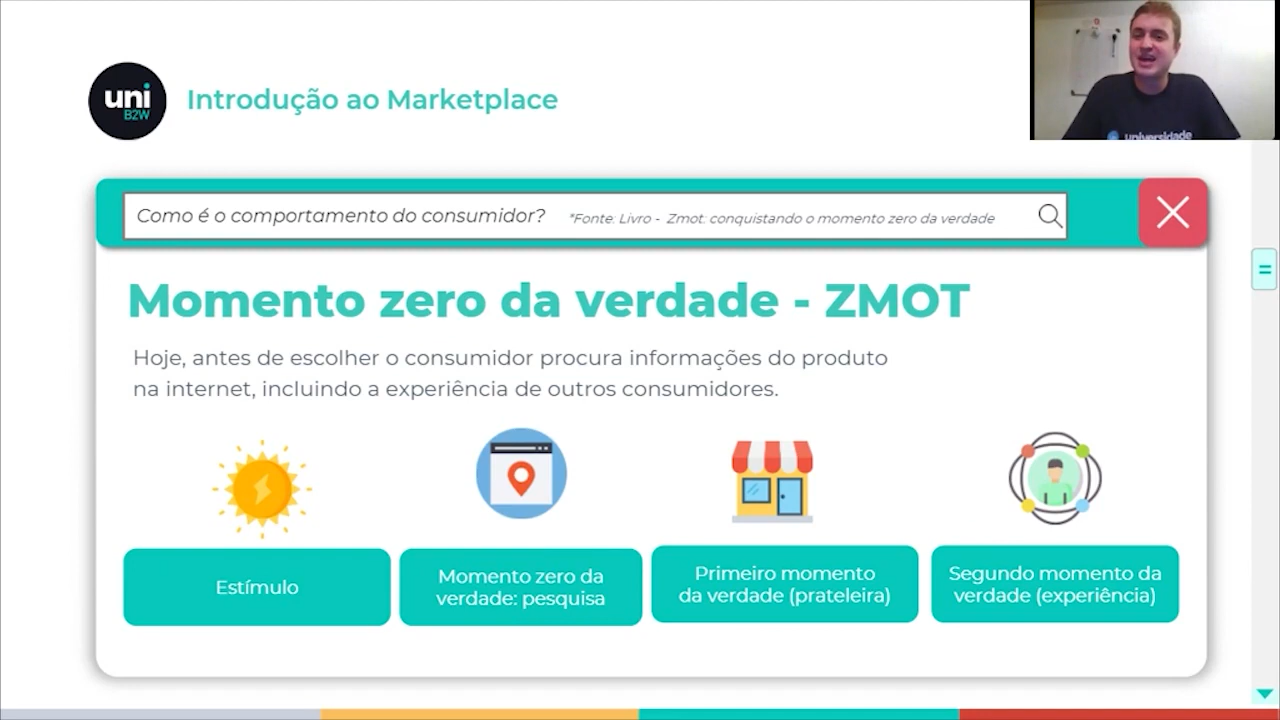 universidade
uni
B2W
Introdução ao Marketplace
Como é o comportamento do consumidor? *Fonte: Livro - Zmot: conquistando o momento zero da verdade
Momento zero da verdade - ZMOT
Hoje, antes de escolher o consumidor procura informações do produto
na internet, incluindo a experiência de outros consumidores.
Estímulo
Momento zero da
verdade: pesquisa
Primeiro momento
da verdade (prateleira)
Segundo momento da
verdade (experiência)